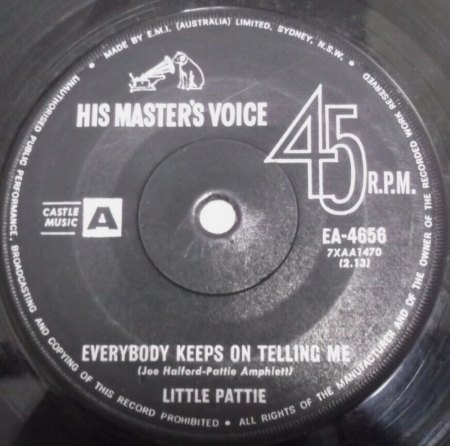 MADE BY E.M.I. (AUSTRALIA) LIMITED, SYDNEY, N.S.W.
HIS MASTER'S VOICE
45 R.P.M.
CASTLE
MUSIC
A
EA-4656
7XAA1470
(2.13)
EVERYBODY KEEPS ON TELLING ME
(Joe Halford-Pattie Amphlett)
LITTLE PATTIE
UNAUTHORISED PUBLIC PERFORMANCE, BROADCASTING AND COPYING OF THIS RECORD PROHIBITED • ALL RIGHTS OF THE MANUFACTURER AND OF THE OWNER OF THE RECORDED WORK RESERVED